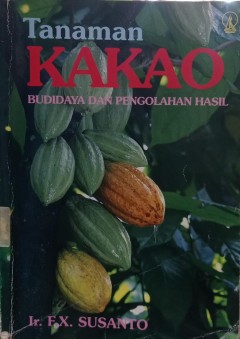 Tanaman
KAKAO
BUDIDAYA DAN PENGOLAHAN HASIL
Ir. F.X. SUSANTO